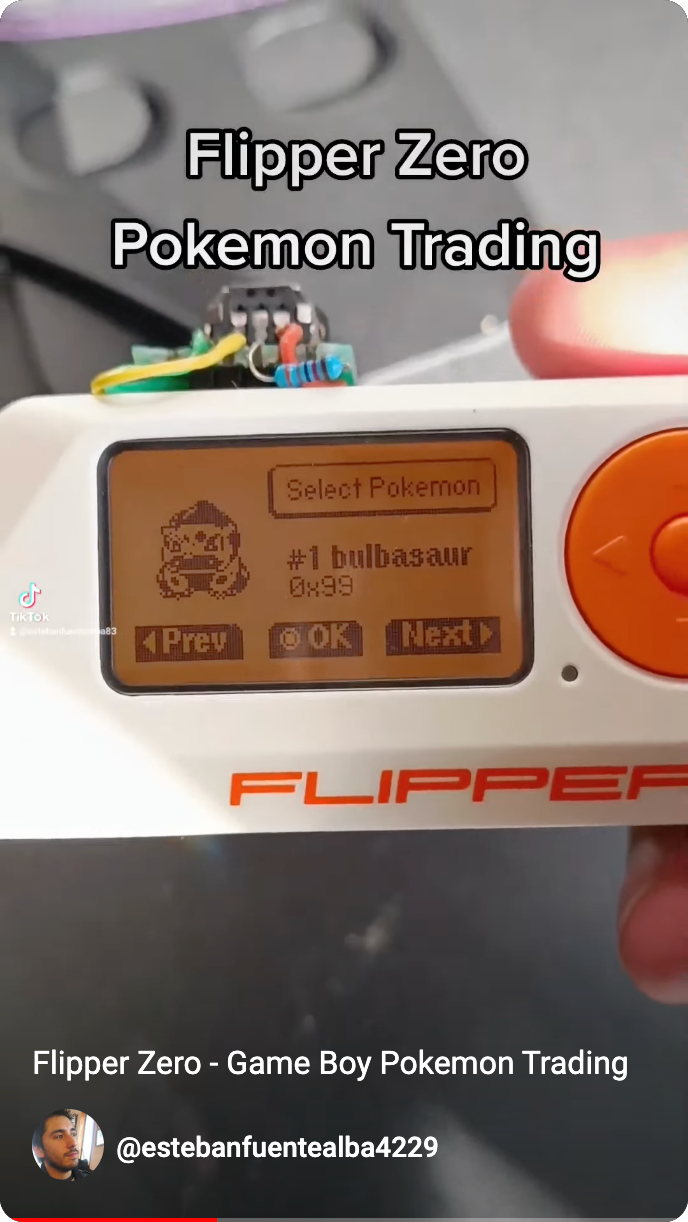 Flipper Zero
Pokemon Trading
Select Pokemon
#1 bulbasaur
0x99
Prev
OK
Next
TikTok
FLIPPER
Flipper Zero - Game Boy Pokemon Trading
@estebanfuentealba4229